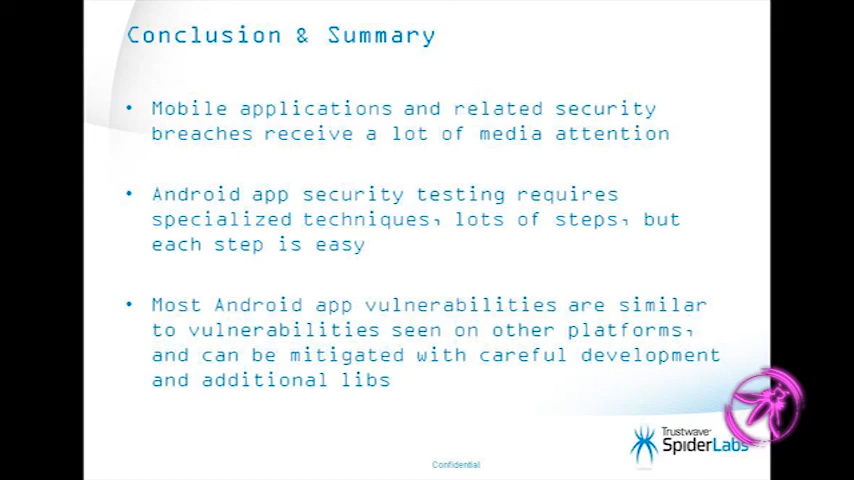 Conclusion & Summary
• Mobile applications and related security
breaches receive a lot of media attention
• Android app security testing requires
specialized techniques, lots of steps, but
each step is easy
• Most Android app vulnerabilities are similar
to vulnerabilities seen on other platforms,
and can be mitigated with careful development
and additional libs
Trustwave®
SpiderLabs
Confidential